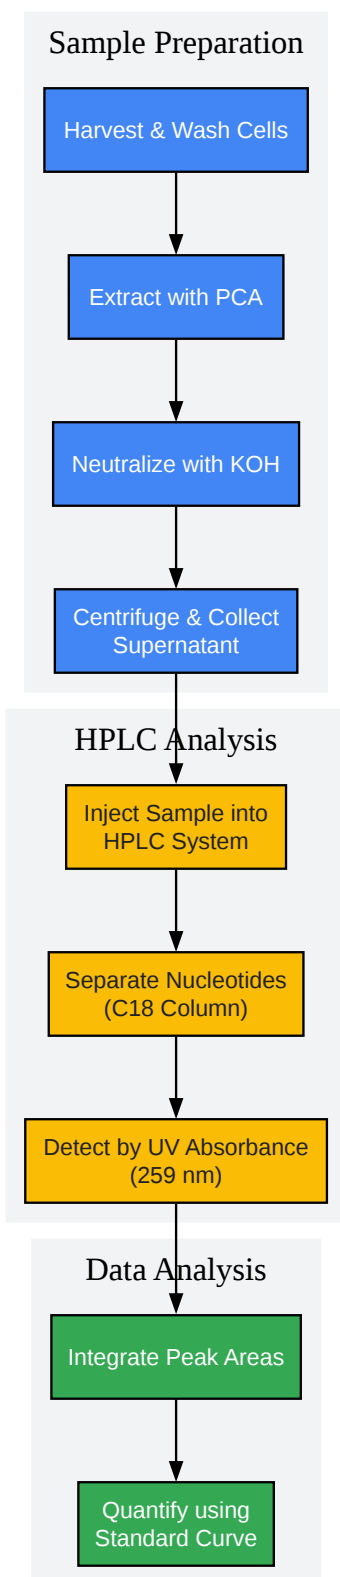 Sample Preparation
Harvest & Wash Cells
Extract with PCA
Neutralize with KOH
Centrifuge & Collect
Supernatant
HPLC Analysis
Inject Sample into
HPLC System
Separate Nucleotides
(C18 Column)
Detect by UV Absorbance
(259 nm)
Data Analysis
Integrate Peak Areas
Quantify using
Standard Curve